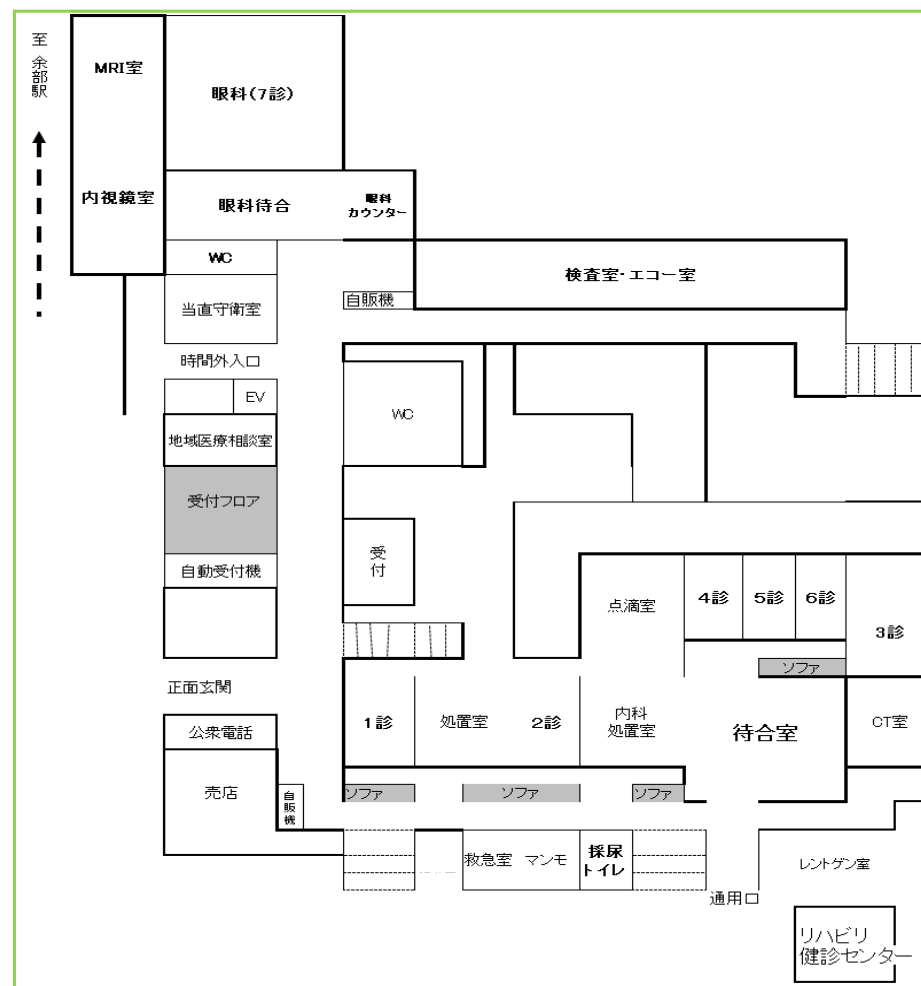 至 余部駅
MRI室
眼科(7診)
内視鏡室
眼科待合
眼科
カウンター
WC
検査室・エコー室
当直守衛室
自販機
時間外入口
EV
WC
地域医療相談室
受付フロア
受付
自動受付機
点滴室
4診
5診
6診
3診
ソファ
正面玄関
1診
処置室
2診
内科
処置室
待合室
CT室
公衆電話
売店
自販機
ソファ
ソファ
ソファ
救急室
マンモ
採尿
トイレ
レントゲン室
通用口
リハビリ
健診センター